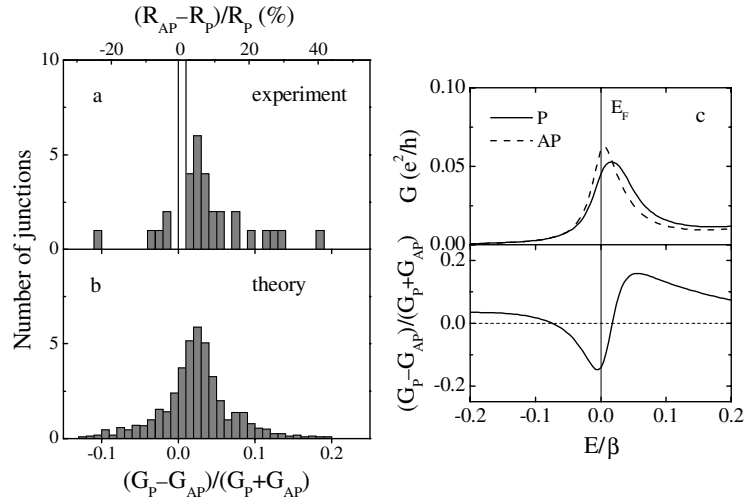 (R_AP−R_P)/R_P (%)
-20 0 20 40
10
a experiment
5
0
b theory
5
0
Number of junctions
-0.1 0.0 0.1 0.2
(G_P−G_AP)/(G_P+G_AP)
0.10
P
AP
E_F
c
0.05
0.00
G (e²/h)
0.2
0.0
-0.2
(G_P−G_AP)/(G_P+G_AP)
-0.2 -0.1 0.0 0.1 0.2
E/β